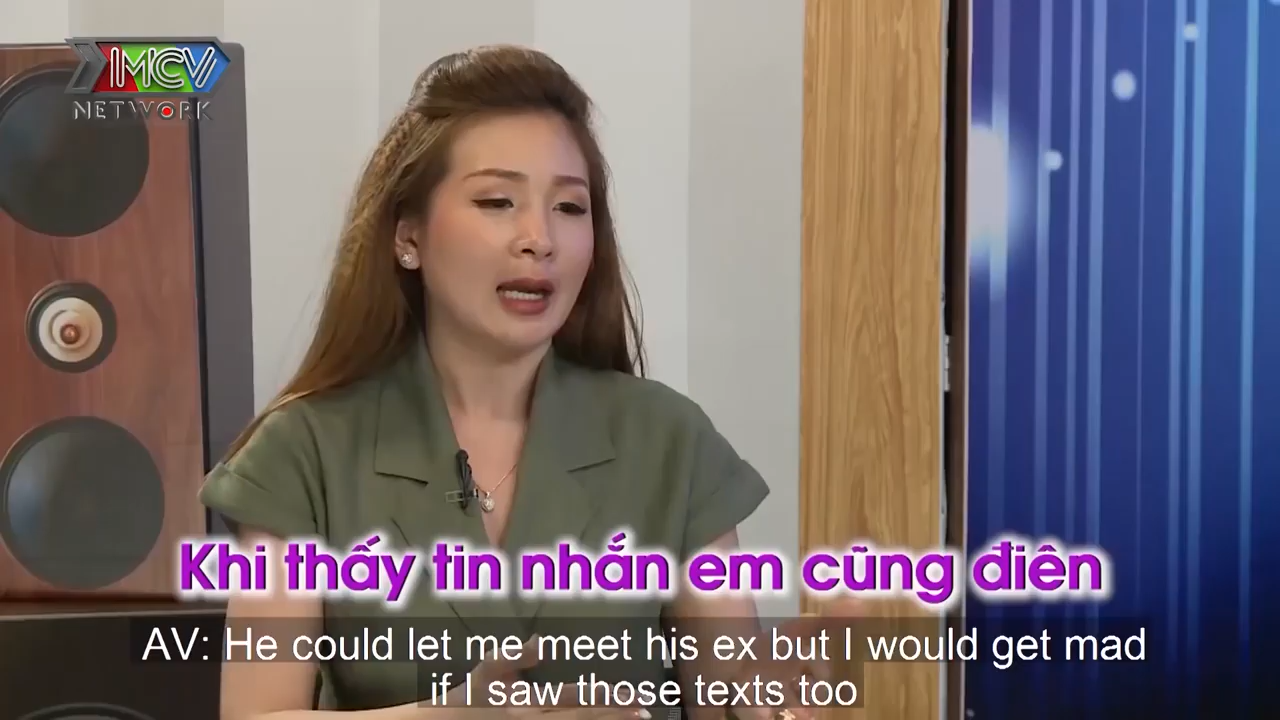 MCV
NETWORK
Khi thấy tin nhắn em cũng điên
AV: He could let me meet his ex but I would get mad
if I saw those texts too